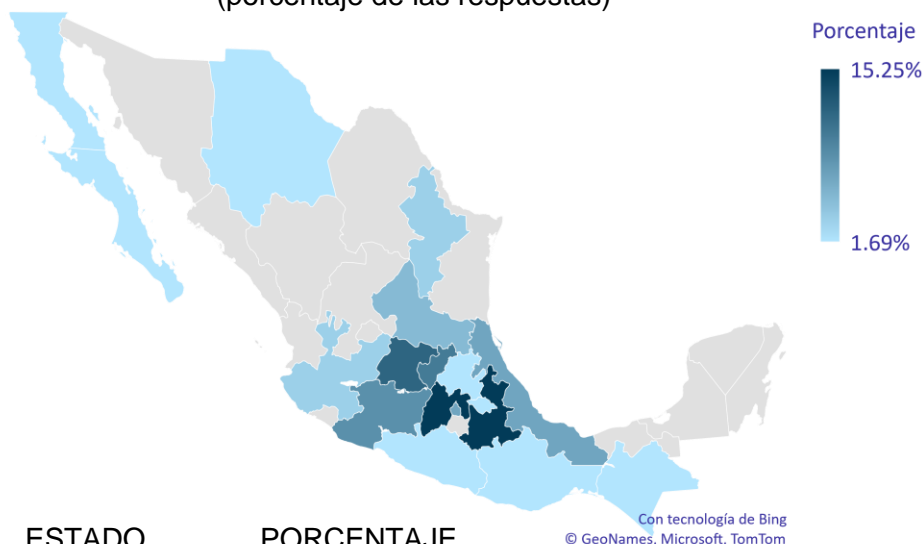 (porcentaje de las respuestas)
Porcentaje
15.25%
1.69%
Con tecnología de Bing
© GeoNames, Microsoft, TomTom
ESTADO PORCENTAJE